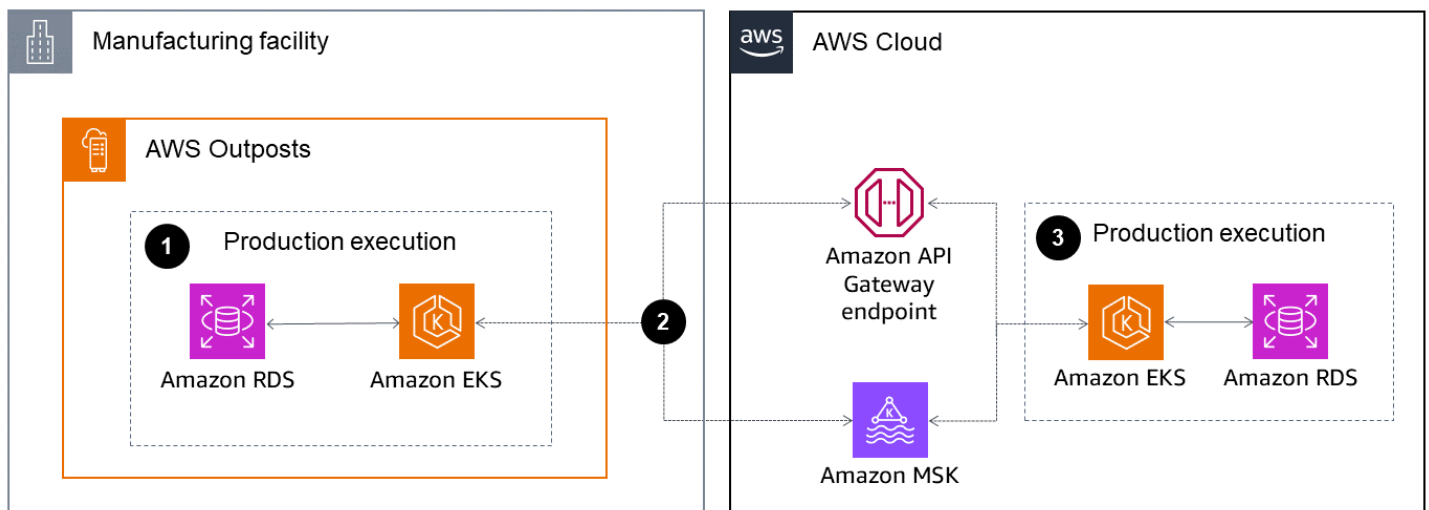 Manufacturing facility
aws
AWS Cloud
AWS Outposts
1
Production execution
K
Amazon RDS
Amazon EKS
2
Amazon API
Gateway
endpoint
K
Amazon MSK
3
Production execution
K
Amazon EKS
Amazon RDS